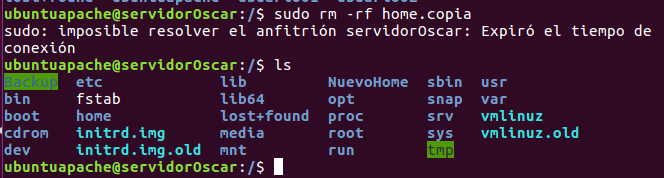 ubuntuapache@servidorOscar:/$ sudo rm -rf home.copia
sudo: imposible resolver el anfitrión servidorOscar: Expiró el tiempo de
conexión
ubuntuapache@servidorOscar:/$ ls
Backup etc lib NuevoHome sbin usr
bin fstab lib64 opt snap var
boot home lost+found proc srv vmlinuz
cdrom initrd.img media root sys vmlinuz.old
dev initrd.img.old mnt run tmp
ubuntuapache@servidorOscar:/$